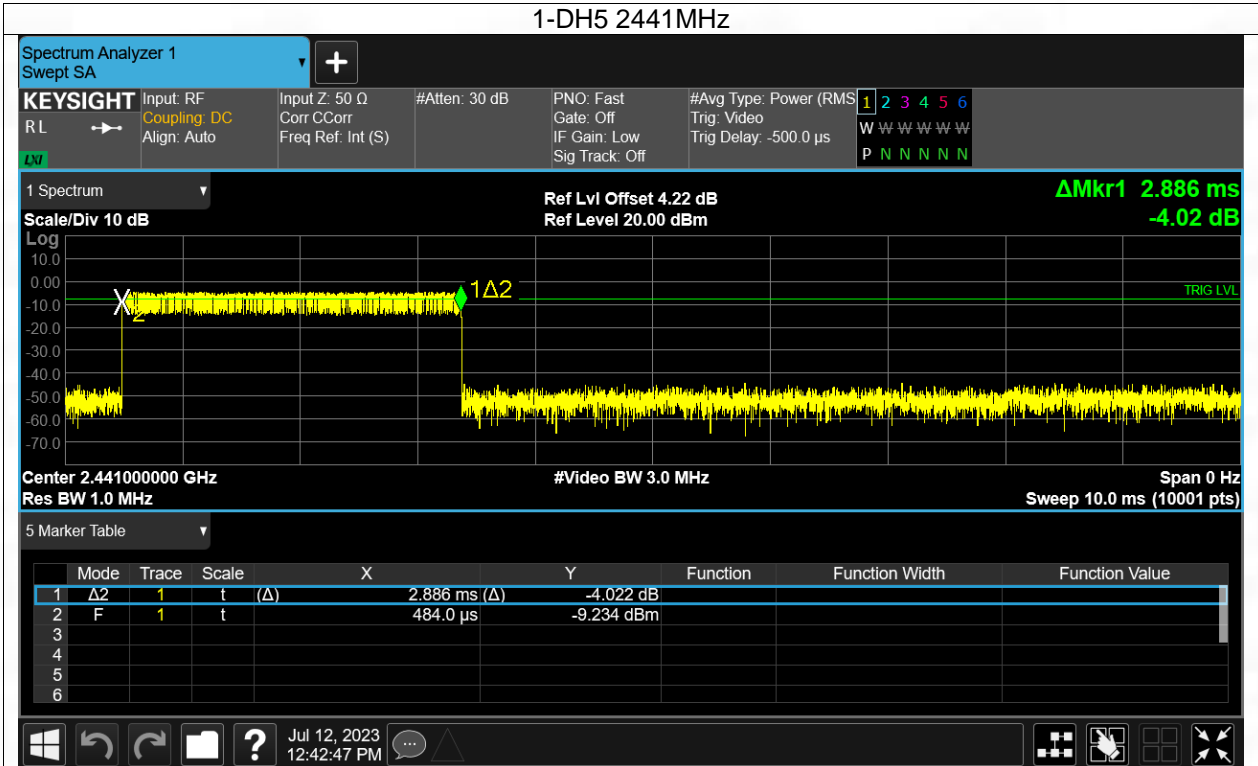 1-DH5 2441MHz
Spectrum Analyzer 1
Swept SA
+
KEYSIGHT Input: RF Input Z: 50 Ω #Atten: 30 dB PNO: Fast #Avg Type: Power (RMS 1 2 3 4 5 6
R L Coupling: DC Corr CCorr Gate: Off Trig: Video W W W W W W
Align: Auto Freq Ref: Int (S) IF Gain: Low Trig Delay: -500.0 µs P N N N N N
LXI Sig Track: Off
1 Spectrum Ref Lvl Offset 4.22 dB ΔMkr1 2.886 ms
Scale/Div 10 dB Ref Level 20.00 dBm -4.02 dB
Log
10.0
0.00 1Δ2 TRIG LVL
-10.0 X 2
-20.0
-30.0
-40.0
-50.0
-60.0
-70.0
Center 2.441000000 GHz #Video BW 3.0 MHz Span 0 Hz
Res BW 1.0 MHz Sweep 10.0 ms (10001 pts)
5 Marker Table
Mode Trace Scale X Y Function Function Width Function Value
1 Δ2 1 t (Δ) 2.886 ms (Δ) -4.022 dB
2 F 1 t 484.0 µs -9.234 dBm
3
4
5
6
? Jul 12, 2023
12:42:47 PM